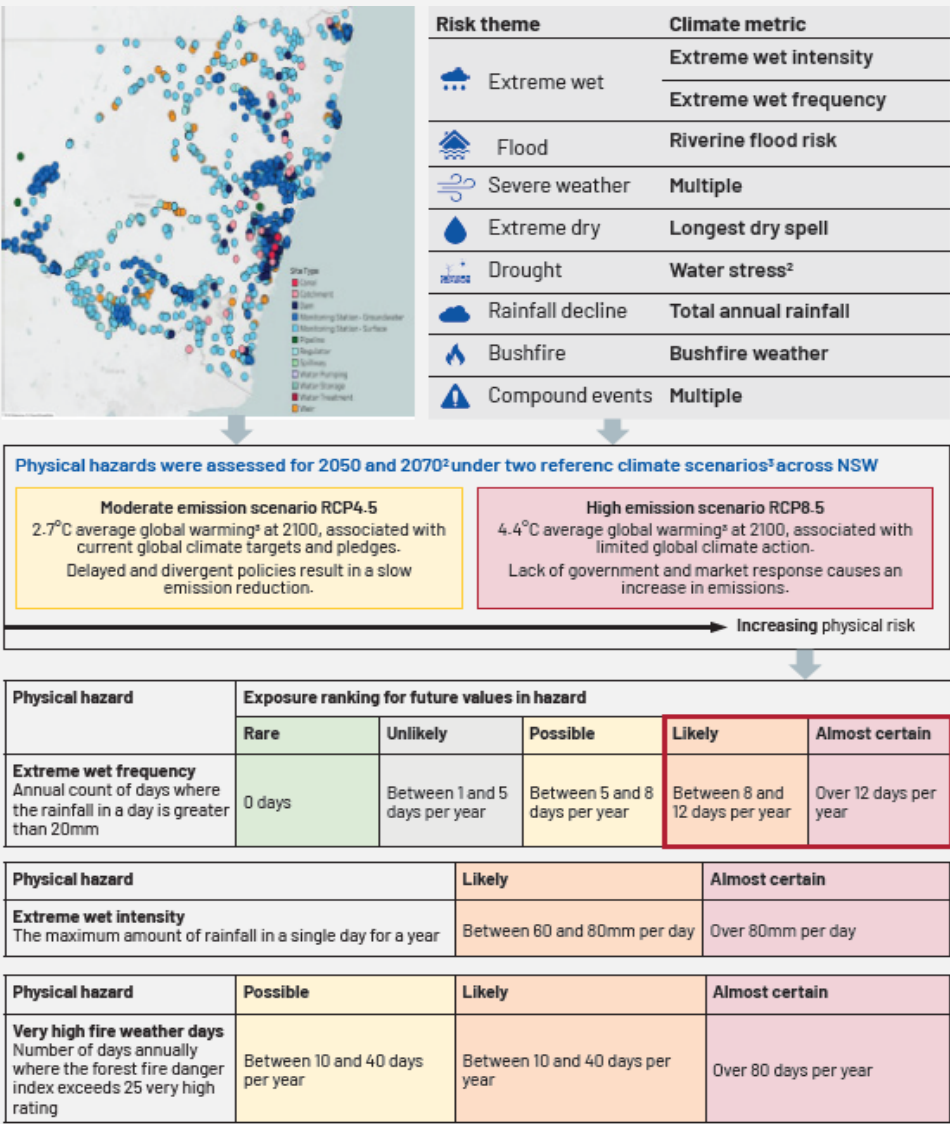 Site Type
Canal
Catchment
Dam
Monitoring Station - Groundwater
Monitoring Station - Surface
Pipeline
Regulator
Spillway
Water Pumping
Water Storage
Water Treatment
Weir
Risk theme Climate metric
Extreme wet Extreme wet intensity
Extreme wet frequency
Flood Riverine flood risk
Severe weather Multiple
Extreme dry Longest dry spell
Drought Water stress²
Rainfall decline Total annual rainfall
Bushfire Bushfire weather
Compound events Multiple
Physical hazards were assessed for 2050 and 2070² under two referenc climate scenarios³ across NSW
Moderate emission scenario RCP4.5
2.7°C average global warming³ at 2100, associated with
current global climate targets and pledges.
Delayed and divergent policies result in a slow
emission reduction.
High emission scenario RCP8.5
4.4°C average global warming³ at 2100, associated with
limited global climate action.
Lack of government and market response causes an
increase in emissions.
Increasing physical risk
Physical hazard Exposure ranking for future values in hazard
Rare Unlikely Possible Likely Almost certain
Extreme wet frequency
Annual count of days where
the rainfall in a day is greater
than 20mm
0 days
Between 1 and 5
days per year
Between 5 and 8
days per year
Between 8 and
12 days per year
Over 12 days per
year
Physical hazard Likely Almost certain
Extreme wet intensity
The maximum amount of rainfall in a single day for a year
Between 60 and 80mm per day
Over 80mm per day
Physical hazard Possible Likely Almost certain
Very high fire weather days
Number of days annually
where the forest fire danger
index exceeds 25 very high
rating
Between 10 and 40 days
per year
Between 10 and 40 days per
year
Over 80 days per year